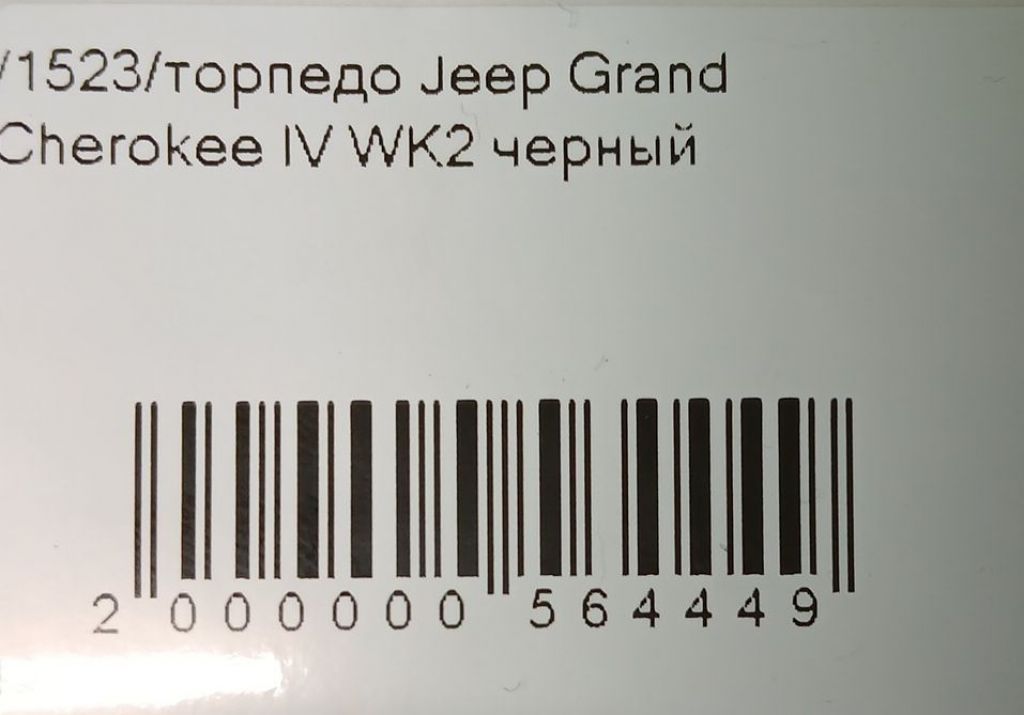 /1523/торпедо Jeep Grand
Cherokee IV WK2 черный
2 000000 564449